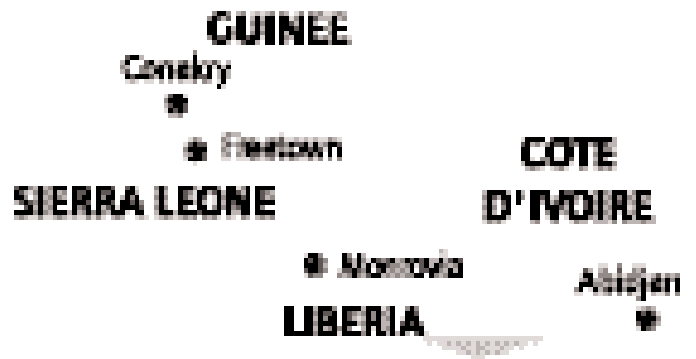 GUINEE
Conakry
Freetown
COTE
SIERRA LEONE
D'IVOIRE
Monrovia
Abidjan
LIBERIA